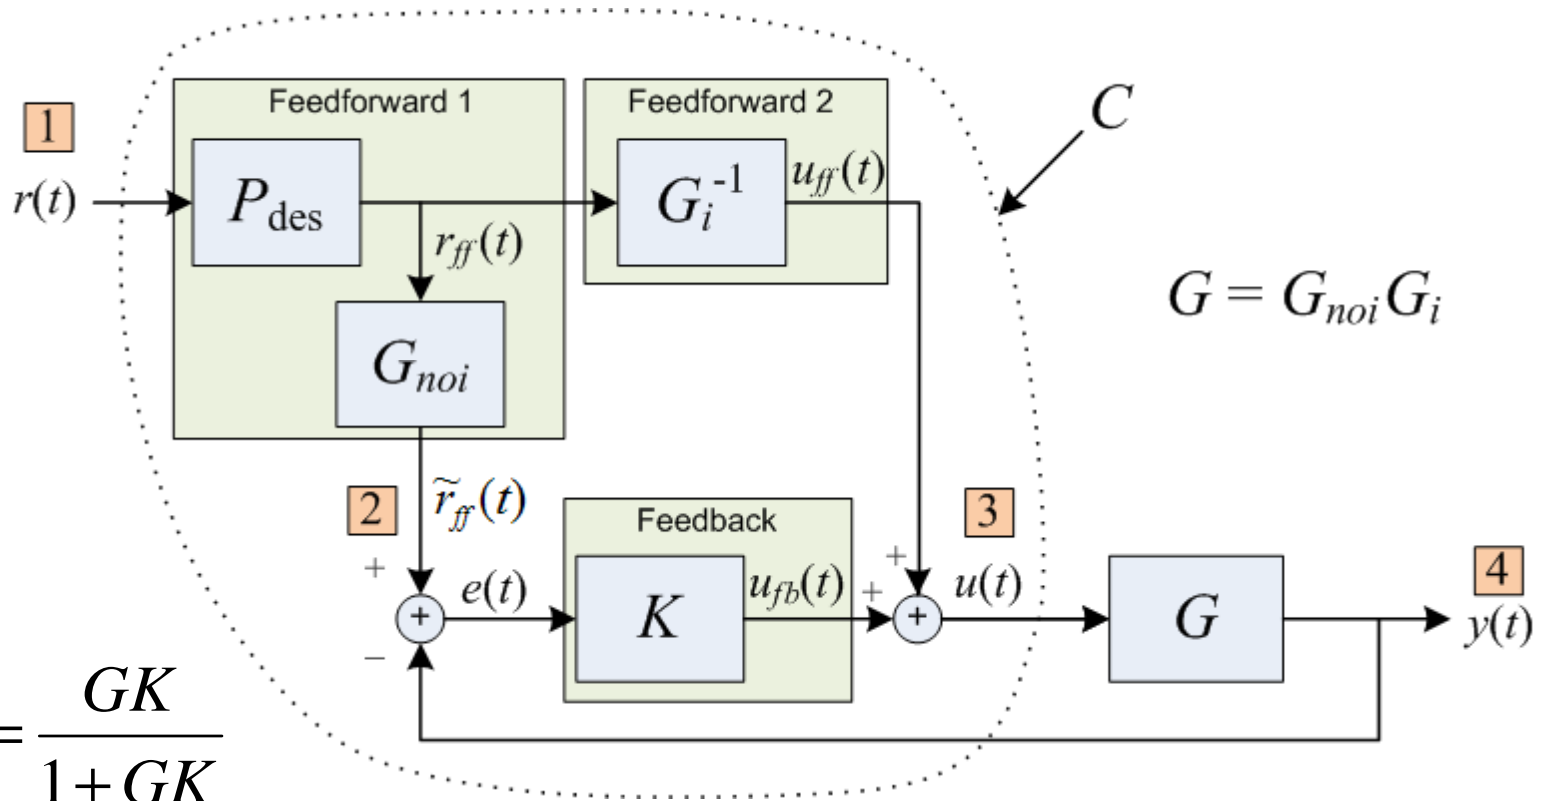 Feedforward 1
Feedforward 2
C
1
r(t)
P_des
G_i^-1
u_ff(t)
r_ff(t)
G = G_noi G_i
G_noi
2
r̃_ff(t)
Feedback
3
+
+
4
+
e(t)
K
u_fb(t)
+
+
u(t)
G
y(t)
−
= GK
1+GK